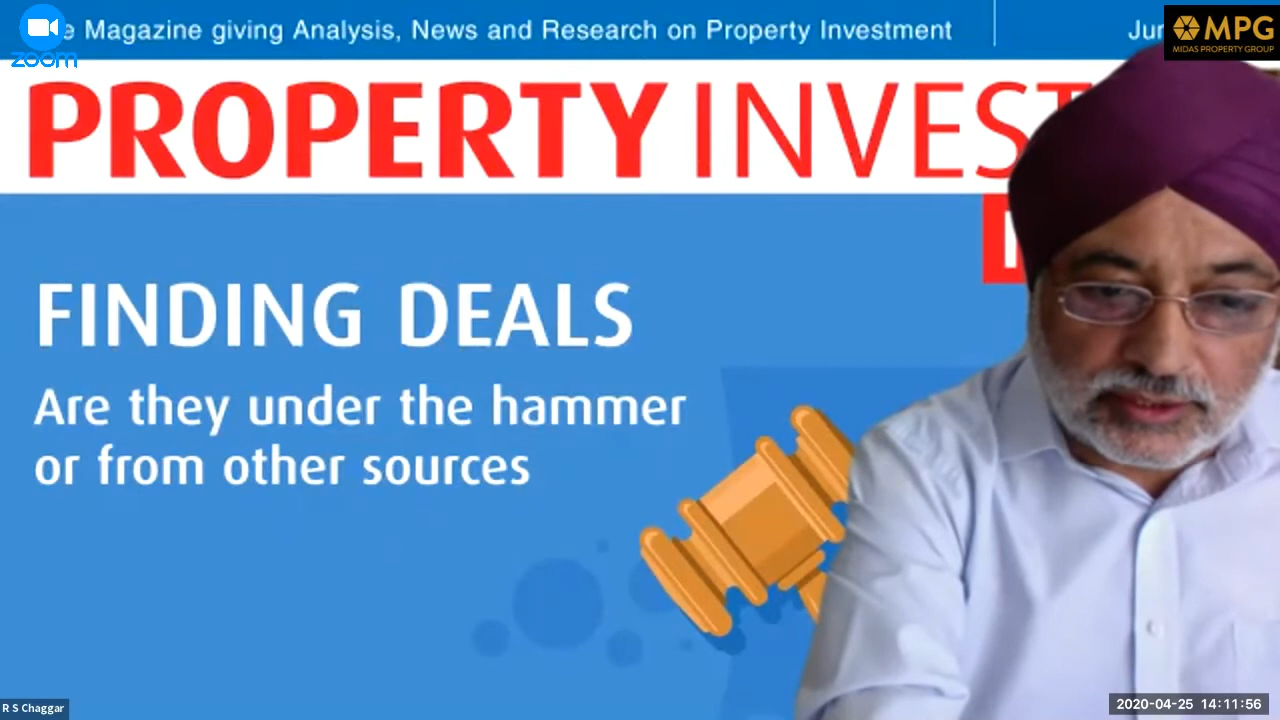 e Magazine giving Analysis, News and Research on Property Investment
Jun
zoom
MPG
MIDAS PROPERTY GROUP
PROPERTY INVEST
FINDING DEALS
Are they under the hammer
or from other sources
R S Chaggar
2020-04-25 14:11:56